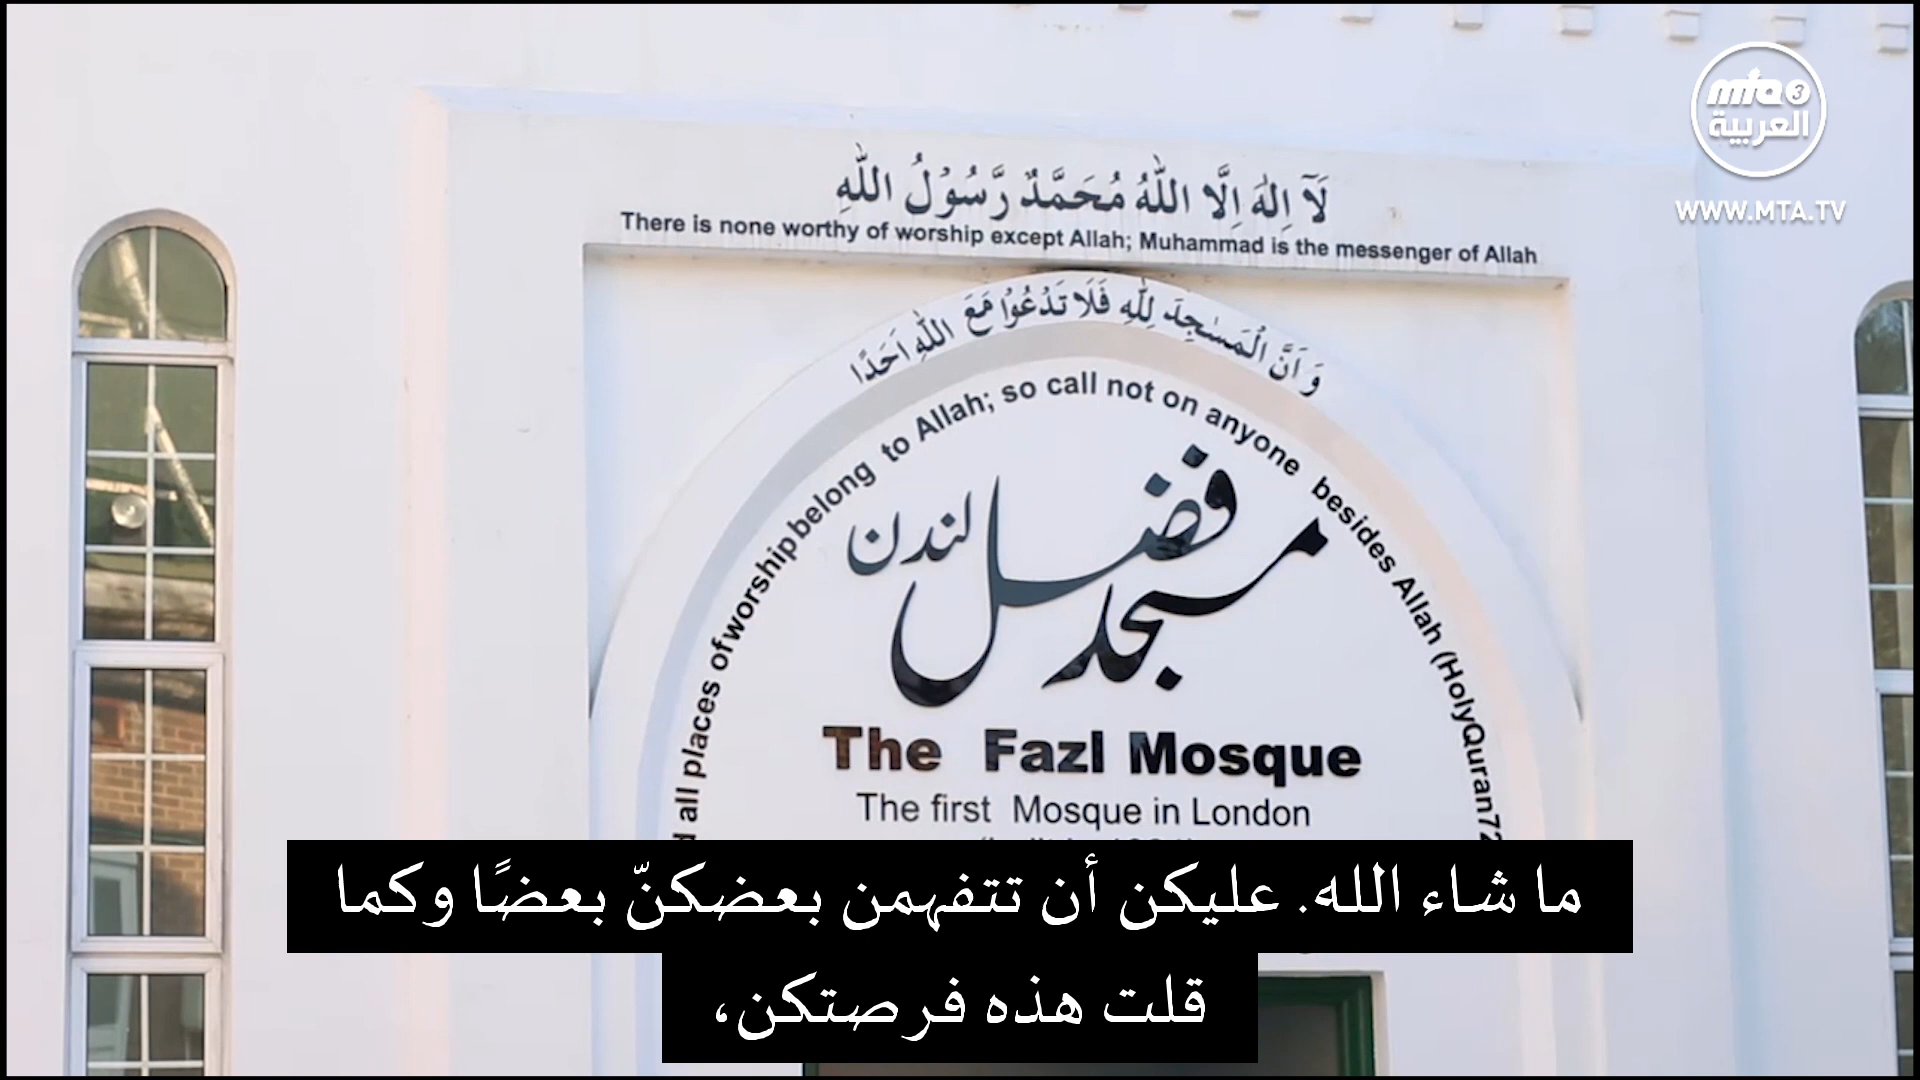 mta 3
العربية
WWW.MTA.TV
لَآ اِلٰهَ اِلَّا اللّٰهُ مُحَمَّدٌ رَّسُوْلُ اللّٰهِ
There is none worthy of worship except Allah; Muhammad is the messenger of Allah
وَ اَنَّ الْمَسٰجِدَ لِلّٰهِ فَلَا تَدْعُوْا مَعَ اللّٰهِ اَحَدًا
all places of worship belong to Allah; so call not on anyone besides Allah (HolyQuran72
مسجد فضل لندن
The Fazl Mosque
The first Mosque in London
ما شاء الله. عليكن أن تتفهمن بعضكنّ بعضًا وكما
قلت هذه فرصتكن،